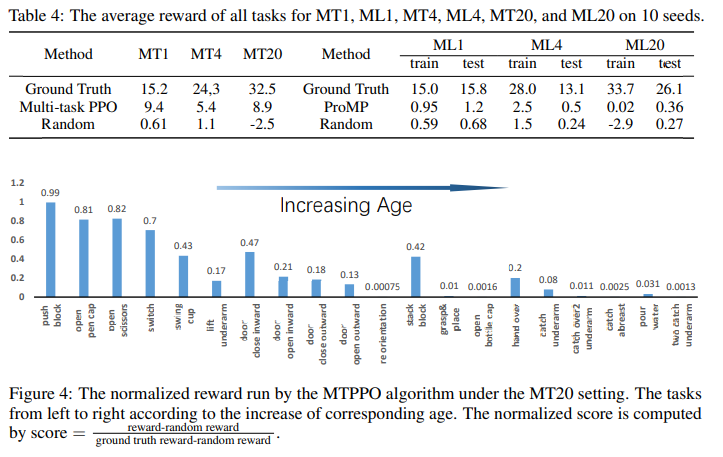 Table 4: The average reward of all tasks for MT1, ML1, MT4, ML4, MT20, and ML20 on 10 seeds.
Method MT1 MT4 MT20 Method ML1 ML4 ML20
train test train test train test
Ground Truth 15.2 24,3 32.5 Ground Truth 15.0 15.8 28.0 13.1 33.7 26.1
Multi-task PPO 9.4 5.4 8.9 ProMP 0.95 1.2 2.5 0.5 0.02 0.36
Random 0.61 1.1 -2.5 Random 0.59 0.68 1.5 0.24 -2.9 0.27
1.2
1
0.8
0.6
0.4
0.2
0
0.99
0.81
0.82
0.7
0.43
0.17
0.47
0.21
0.18
0.13
0.00075
0.42
0.01
0.0016
0.2
0.08
0.011
0.0025
0.031
0.0013
Increasing Age
push
block
open
pen cap
open
scissors
switch
swing
cup
lift
underarm
door
close inward
door
open inward
door
close outward
door
open outward
re orientation
stack
block
grasp&
place
open
bottle cap
hand over
catch
underarm
catch over2
underarm
catch
abreast
pour
water
two catch
underarm
Figure 4: The normalized reward run by the MTPPO algorithm under the MT20 setting. The tasks
from left to right according to the increase of corresponding age. The normalized score is computed
by score = reward-random reward
ground truth reward-random reward .